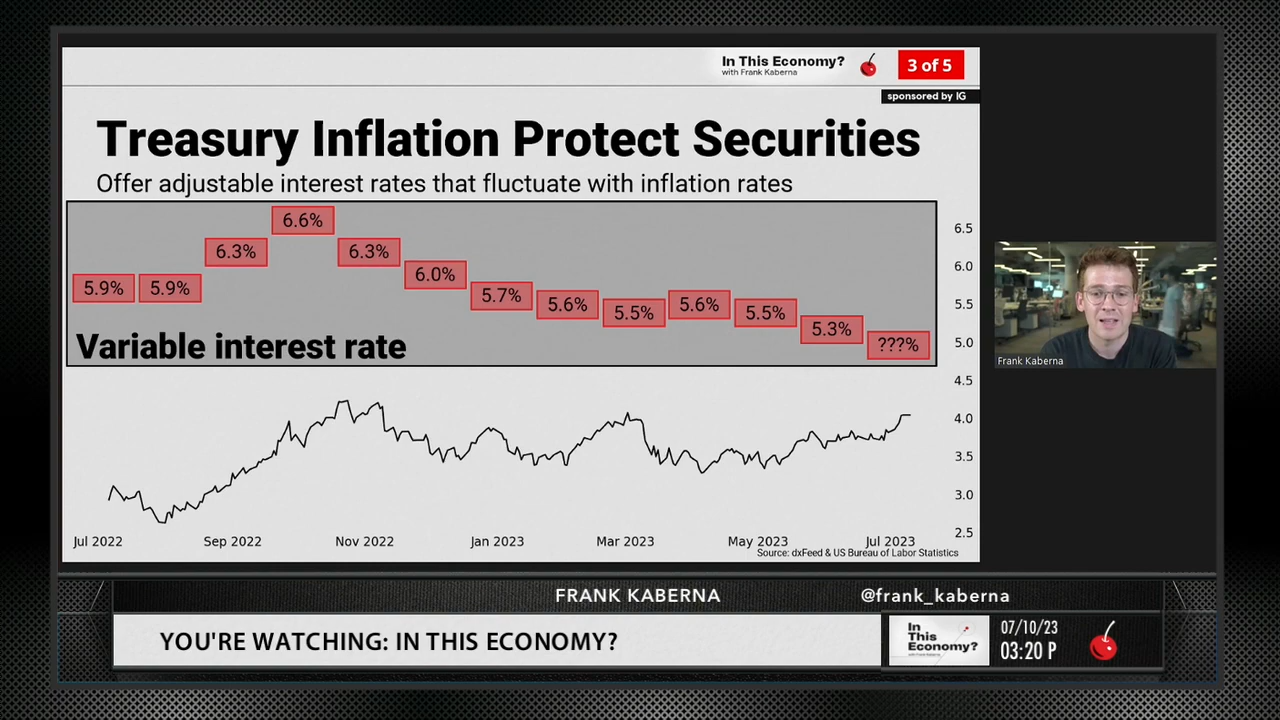 In This Economy?
with Frank Kaberna
3 of 5
sponsored by IG
Treasury Inflation Protect Securities
Offer adjustable interest rates that fluctuate with inflation rates
5.9%
5.9%
6.3%
6.6%
6.3%
6.0%
5.7%
5.6%
5.5%
5.6%
5.5%
5.3%
???%
Variable interest rate
6.5
6.0
5.5
5.0
4.5
4.0
3.5
3.0
2.5
Jul 2022
Sep 2022
Nov 2022
Jan 2023
Mar 2023
May 2023
Jul 2023
Source: dxFeed & US Bureau of Labor Statistics
Frank Kaberna
FRANK KABERNA
@frank_kaberna
YOU'RE WATCHING: IN THIS ECONOMY?
In
This
Economy?
07/10/23
03:20 P